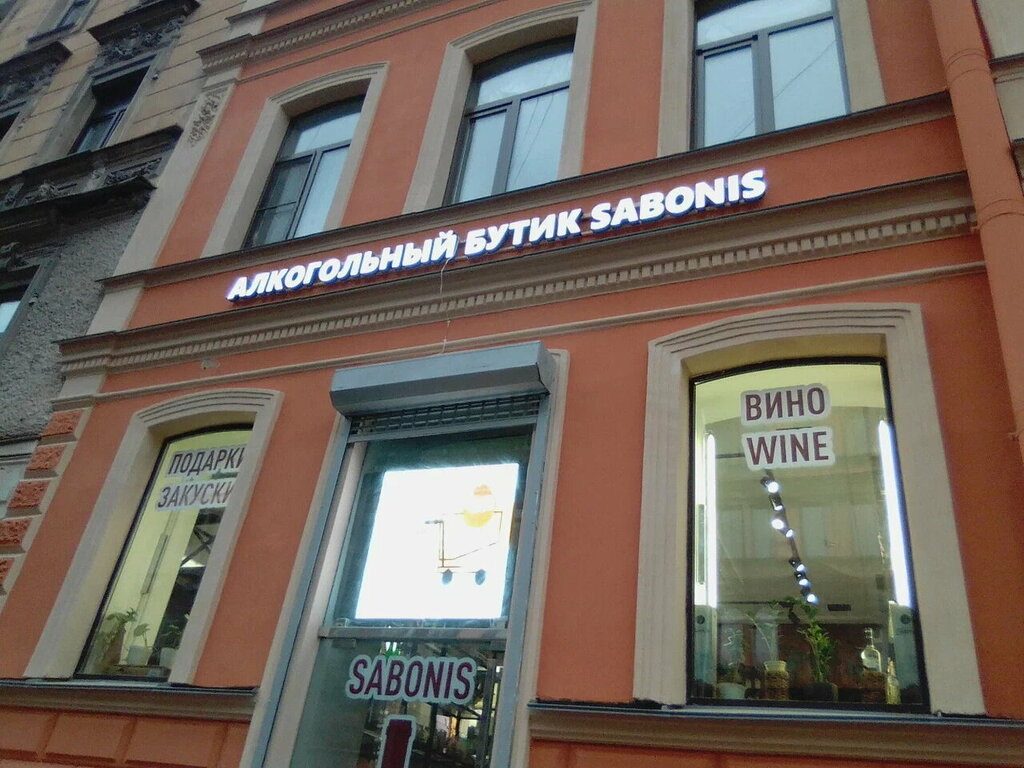 АЛКОГОЛЬНЫЙ БУТИК SABONIS
ПОДАРКИ
ЗАКУСКИ
ВИНО
WINE
SABONIS